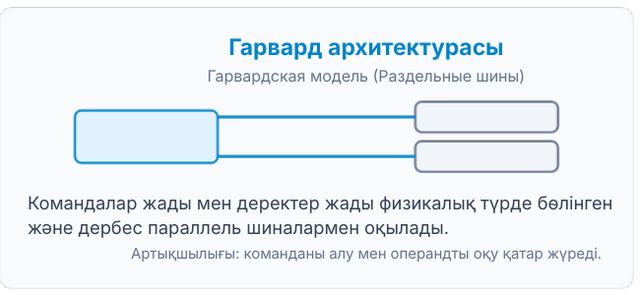 Гарвард архитектурасы
Гарвардская модель (Раздельные шины)
Командалар жады мен деректер жады физикалық түрде бөлінген
және дербес параллель шиналармен оқылады.
Артықшылығы: команданы алу мен операндты оқу қатар жүреді.